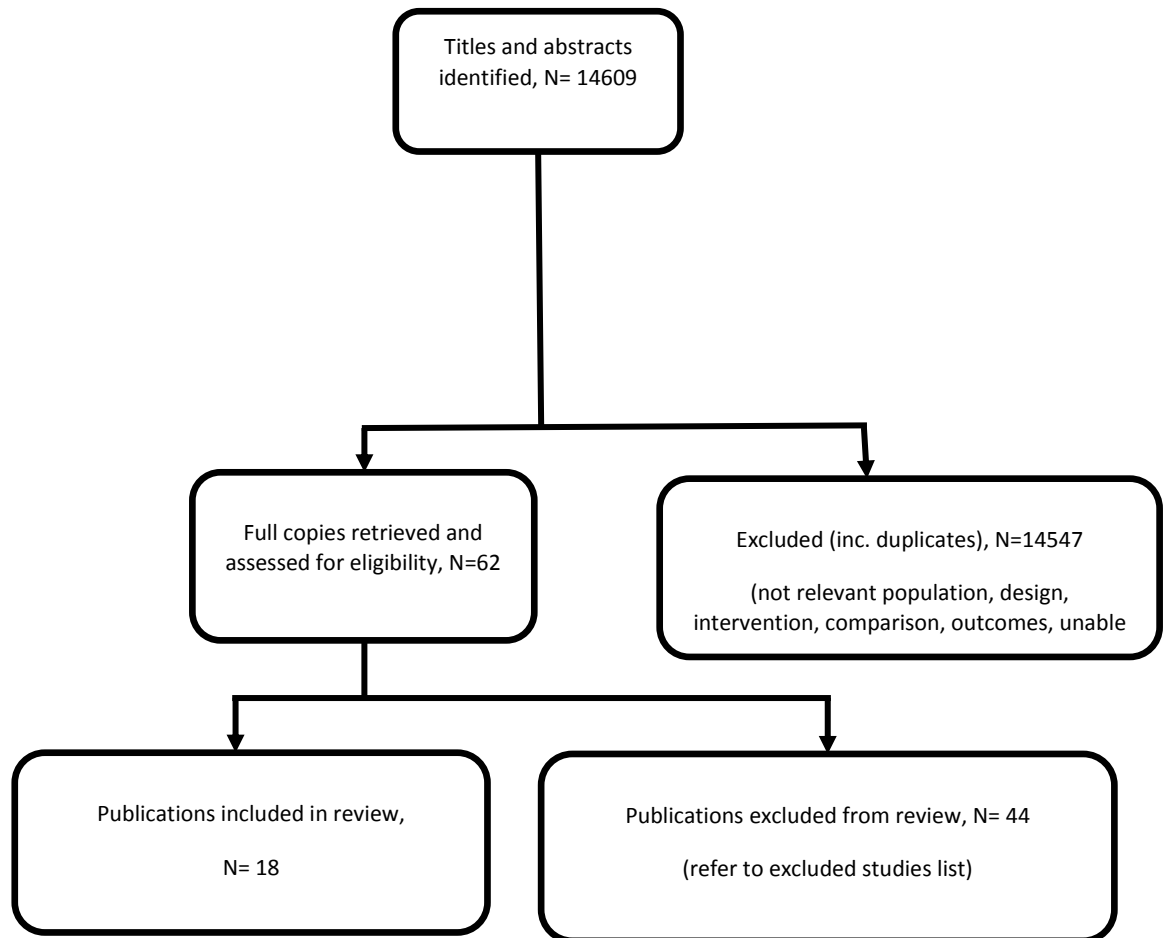 Titles and abstracts
identified, N= 14609
Full copies retrieved and
assessed for eligibility, N=62
Excluded (inc. duplicates), N=14547
(not relevant population, design,
intervention, comparison, outcomes, unable
Publications included in review,
N= 18
Publications excluded from review, N= 44
(refer to excluded studies list)